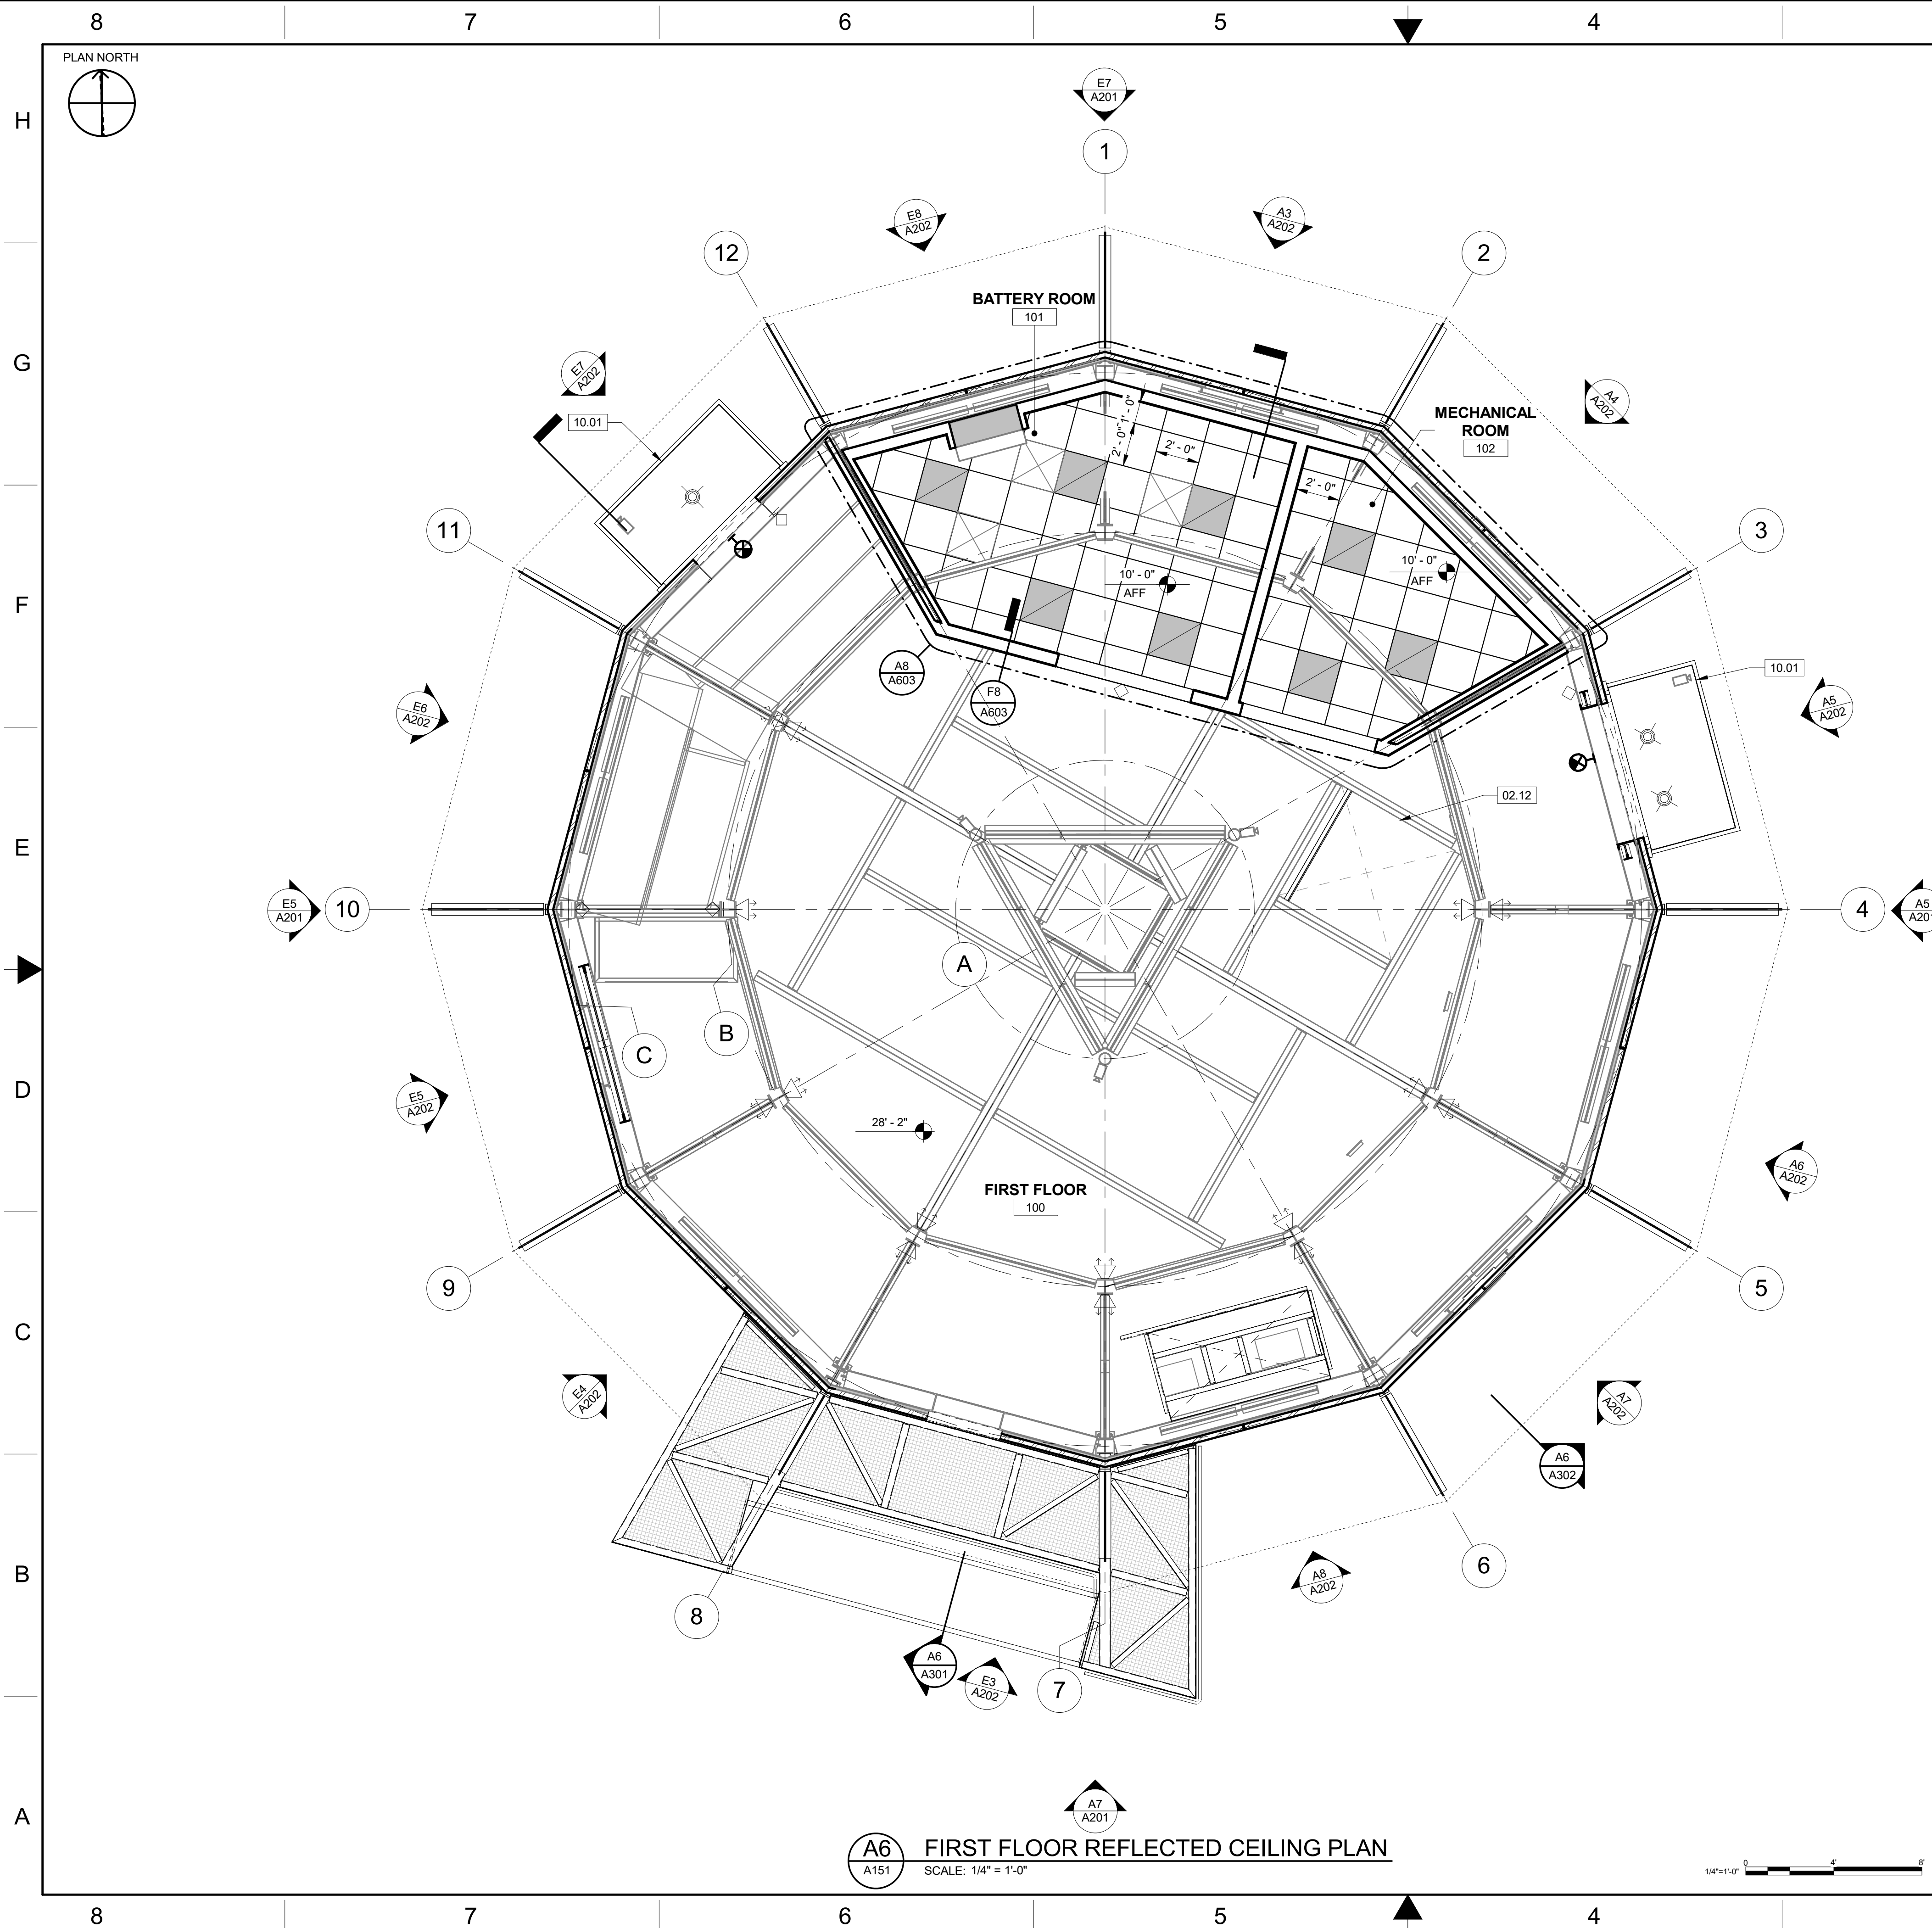 8 7 6 5 4
PLAN NORTH
H
G
F
E
D
C
B
A
E7
A201
1
E8
A202
A3
A202
12
2
BATTERY ROOM
101
E7
A202
10.01
MECHANICAL
ROOM
102
A4
A202
2' - 0" 1' - 0"
2' - 0"
2' - 0"
11
3
10' - 0"
AFF
10' - 0"
AFF
A8
A603
F8
A603
10.01
E6
A202
A5
A202
02.12
E5
A201
10
4
A5
A
B
C
E5
A202
28' - 2"
FIRST FLOOR
100
A6
A202
9
5
E4
A202
A7
A202
A6
A302
6
A8
A202
8
A6
A301
E3
A202
7
A7
A201
A6
A151
FIRST FLOOR REFLECTED CEILING PLAN
SCALE: 1/4" = 1'-0"
1/4"=1'-0"
0 4' 8'
8 7 6 5 4